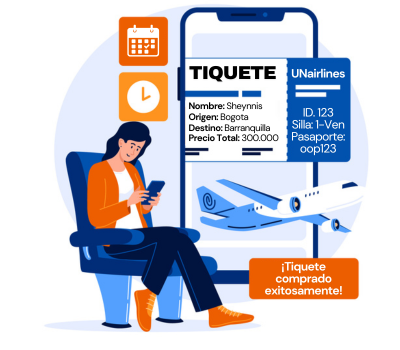 TIQUETE
Nombre: Sheynnis
Origen: Bogota
Destino: Barranquilla
Precio Total: 300.000
UNairlines
ID. 123
Silla: 1-Ven
Pasaporte:
oop123
¡Tiquete
comprado
exitosamente!